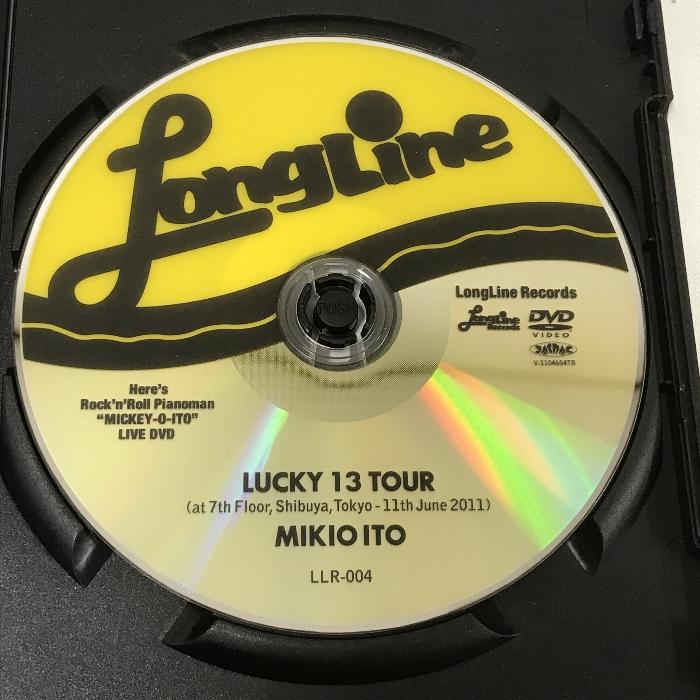 LongLine
PUSH
LongLine Records
LongLine Records
DVD
VIDEO
JASRAC
V-1104654TR
Here's
Rock'n'Roll Pianoman
"MICKEY-O-ITO"
LIVE DVD
LUCKY 13 TOUR
(at 7th Floor, Shibuya, Tokyo - 11th June 2011)
MIKIO ITO
LLR-004